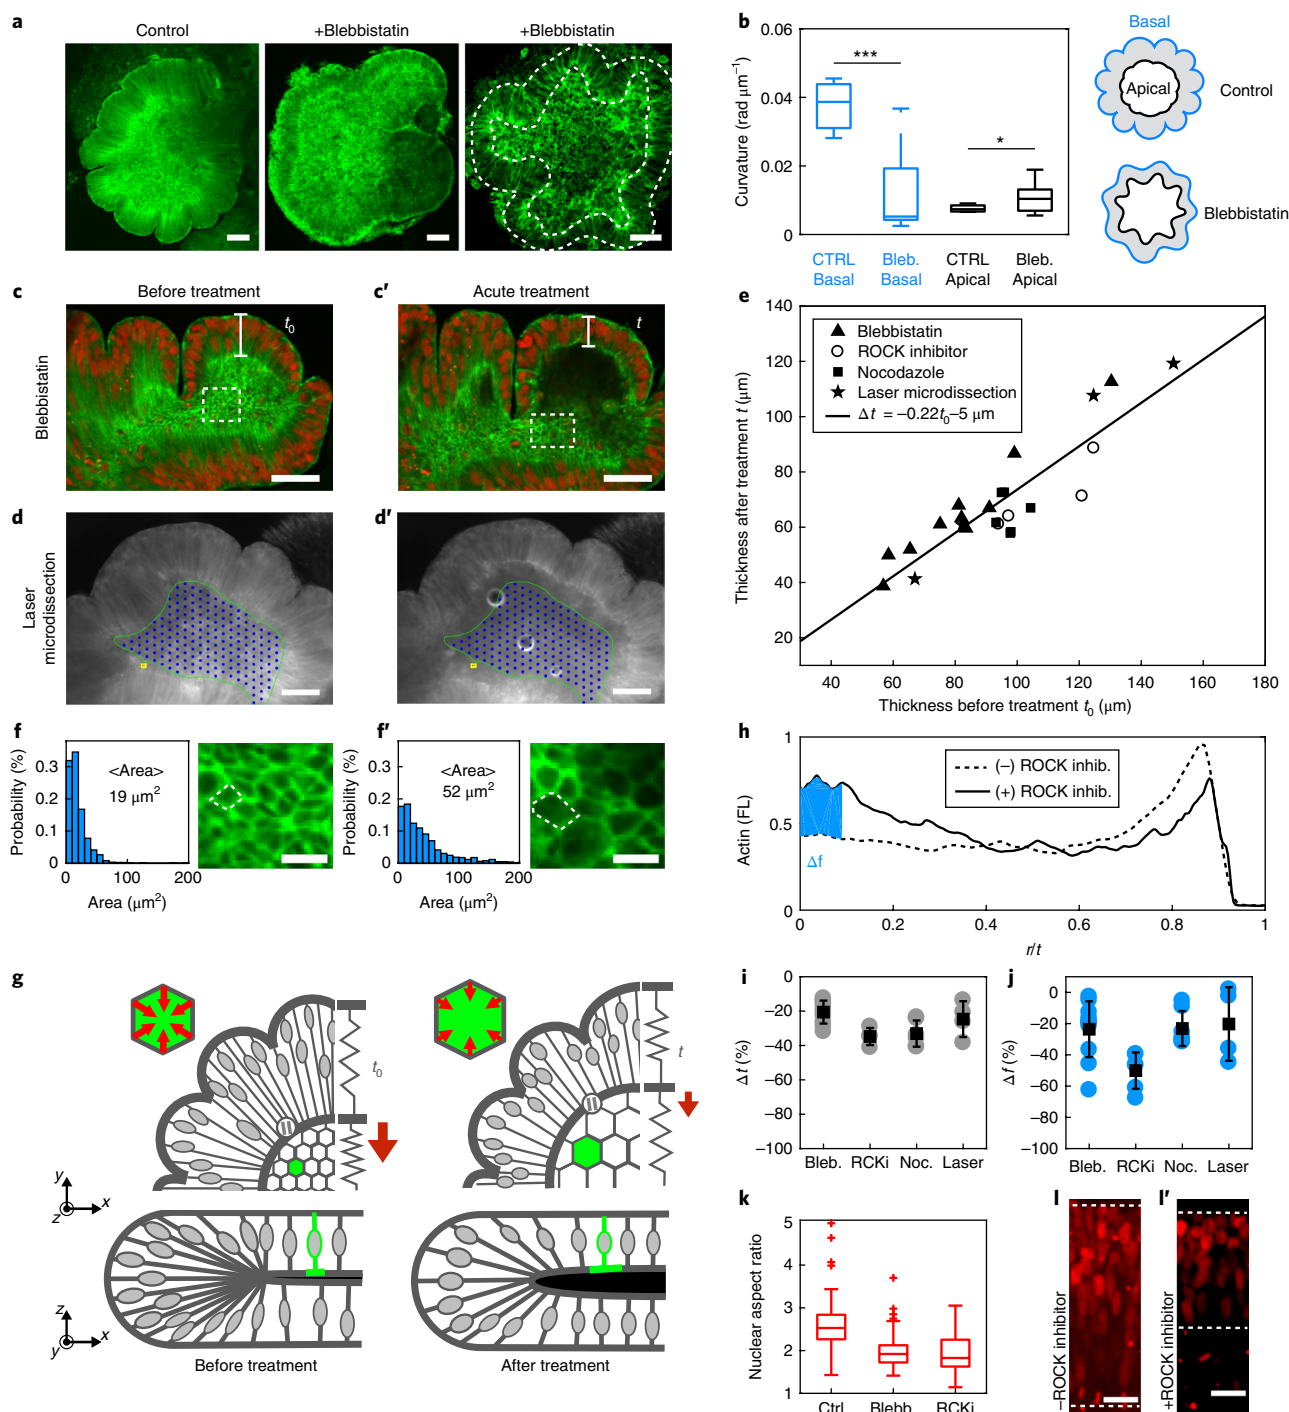 a
Control
+Blebbistatin
+Blebbistatin
b
Curvature (rad μm⁻¹)
0.06
0.04
0.02
0
***
*
CTRL Basal
Bleb. Basal
CTRL Apical
Bleb. Apical
Basal
Apical
Control
Blebbistatin
c
Before treatment
c′
Acute treatment
Blebbistatin
t₀
t
d
d′
Laser microdissection
e
Thickness after treatment t (μm)
140
120
100
80
60
40
20
Blebbistatin
ROCK inhibitor
Nocodazole
Laser microdissection
Δt = −0.22t₀−5 μm
40 60 80 100 120 140 160 180
Thickness before treatment t₀ (μm)
f
Probability (%)
0.3
0.2
0.1
0
<Area>
19 μm²
0 100 200
Area (μm²)
f′
Probability (%)
0.3
0.2
0.1
0
<Area>
52 μm²
0 100 200
Area (μm²)
h
Actin (FL)
1
0.5
0
(−) ROCK inhib.
(+) ROCK inhib.
Δf
0 0.2 0.4 0.6 0.8 1
r/t
g
t₀
t
y
x
z
z
x
y
Before treatment
y
x
z
z
x
y
After treatment
i
Δt (%)
0
−20
−40
−60
−80
−100
Bleb. RCKi Noc. Laser
j
Δf (%)
0
−20
−40
−60
−80
−100
Bleb. RCKi Noc. Laser
k
Nuclear aspect ratio
5
4
3
2
1
Ctrl Blebb RCKi
l
−ROCK inhibitor
l′
+ROCK inhibitor